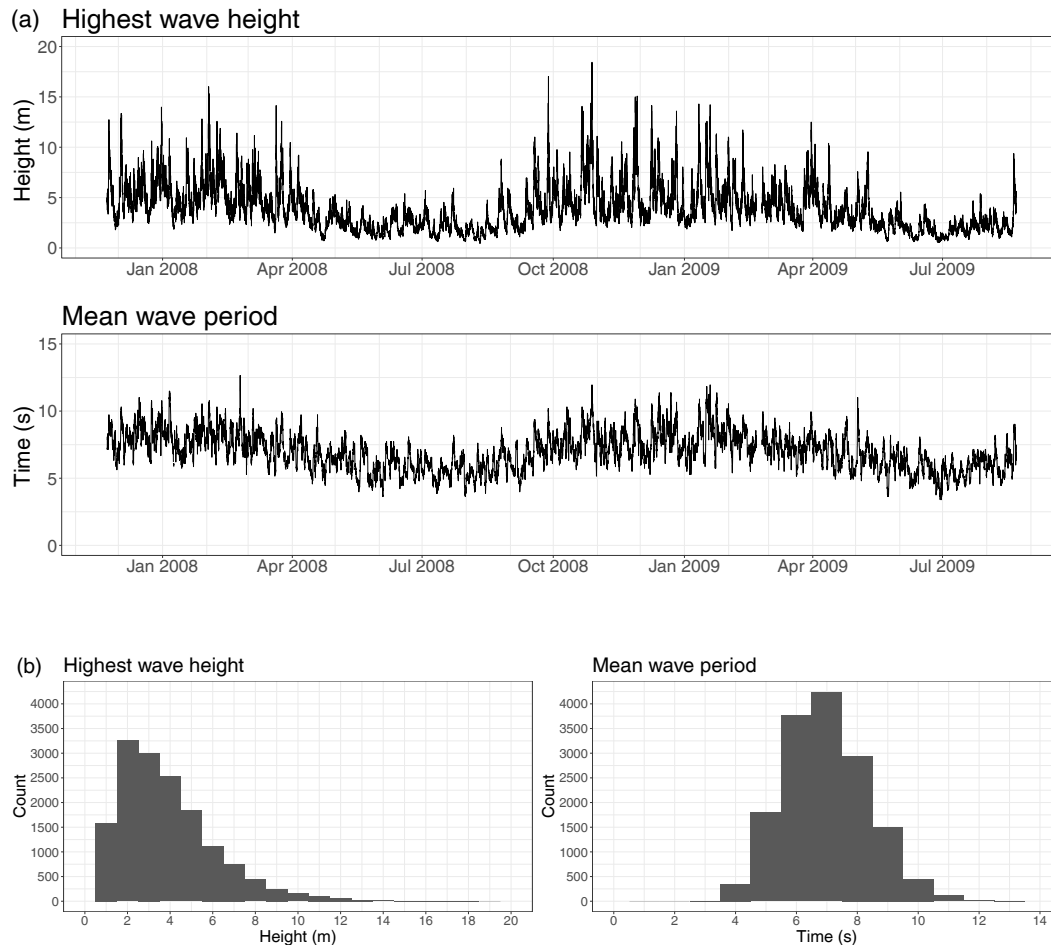 (a) Highest wave height
20
15
10
5
0
Height (m)
Jan 2008 Apr 2008 Jul 2008 Oct 2008 Jan 2009 Apr 2009 Jul 2009
Mean wave period
15
10
5
0
Time (s)
Jan 2008 Apr 2008 Jul 2008 Oct 2008 Jan 2009 Apr 2009 Jul 2009
(b) Highest wave height
4000
3500
3000
2500
2000
1500
1000
500
0
Count
0 2 4 6 8 10 12 14 16 18 20
Height (m)
Mean wave period
4000
3500
3000
2500
2000
1500
1000
500
0
Count
0 2 4 6 8 10 12 14
Time (s)